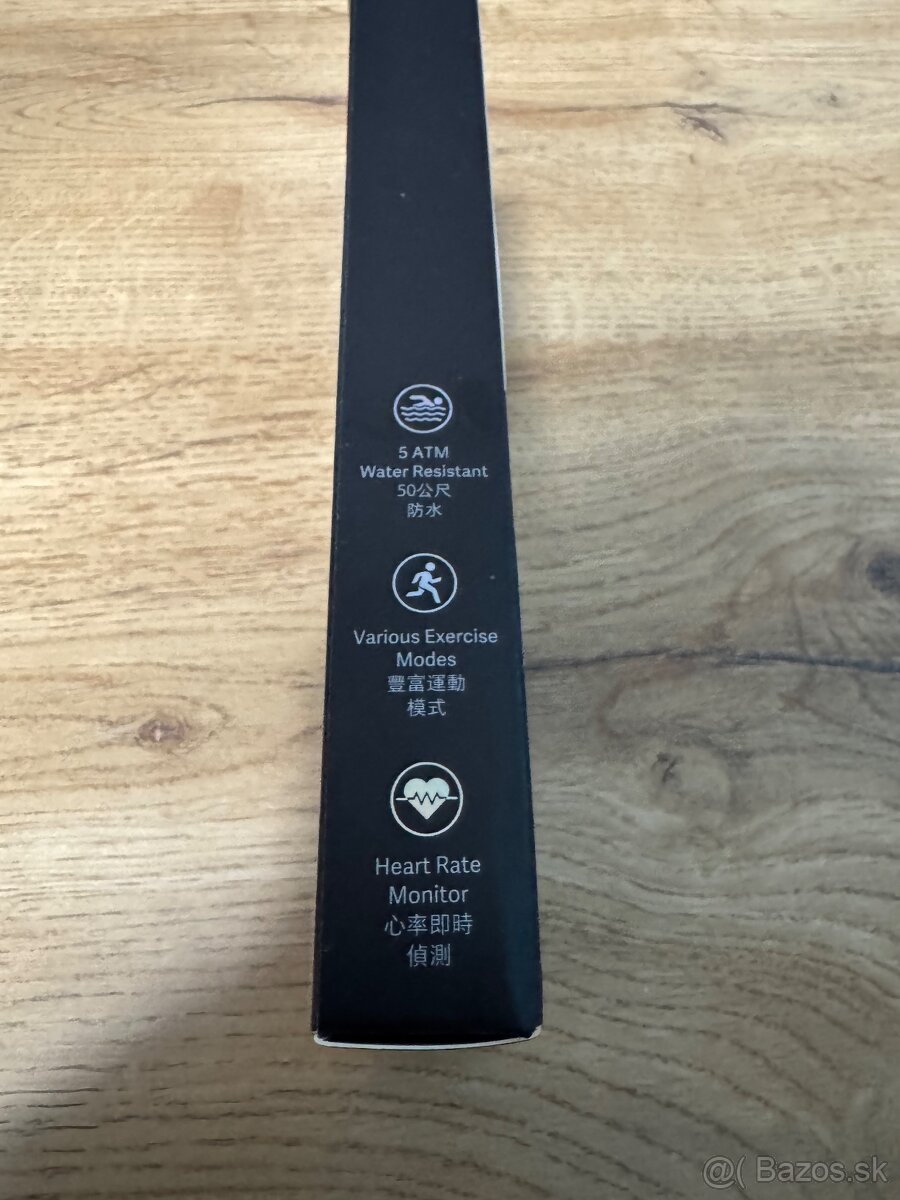 5 ATM
Water Resistant
50公尺
防水
Various Exercise
Modes
豐富運動
模式
Heart Rate
Monitor
心率即時
偵測
@( Bazos.sk